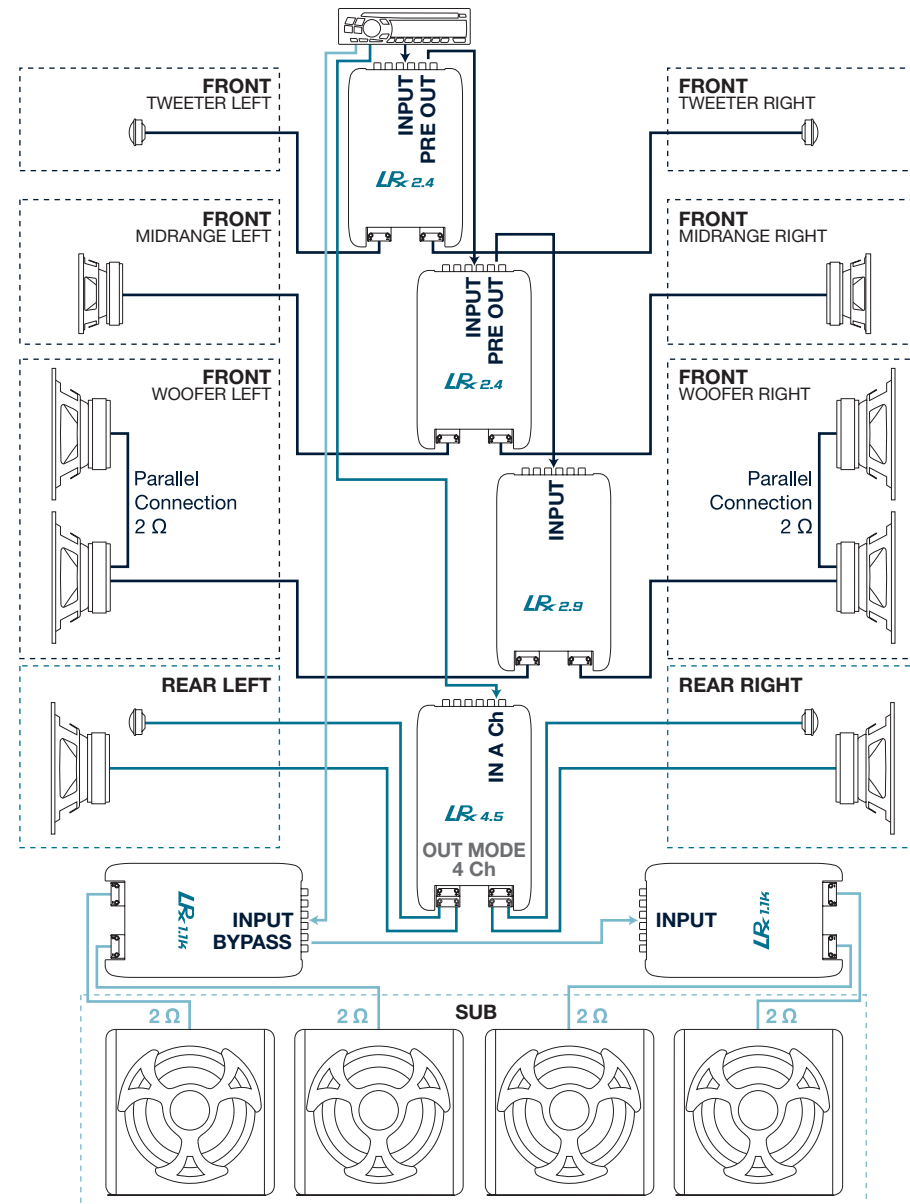 FRONT
TWEETER LEFT
INPUT
PRE OUT
LRx 2.4
FRONT
TWEETER RIGHT
FRONT
MIDRANGE LEFT
INPUT
PRE OUT
LRx 2.4
FRONT
MIDRANGE RIGHT
FRONT
WOOFER LEFT
Parallel
Connection
2 Ω
INPUT
LRx 2.9
FRONT
WOOFER RIGHT
Parallel
Connection
2 Ω
REAR LEFT
IN A Ch
LRx 4.5
OUT MODE
4 Ch
REAR RIGHT
LRx 1.1K
INPUT
BYPASS
INPUT
LRx 1.1K
SUB
2 Ω
2 Ω
2 Ω
2 Ω